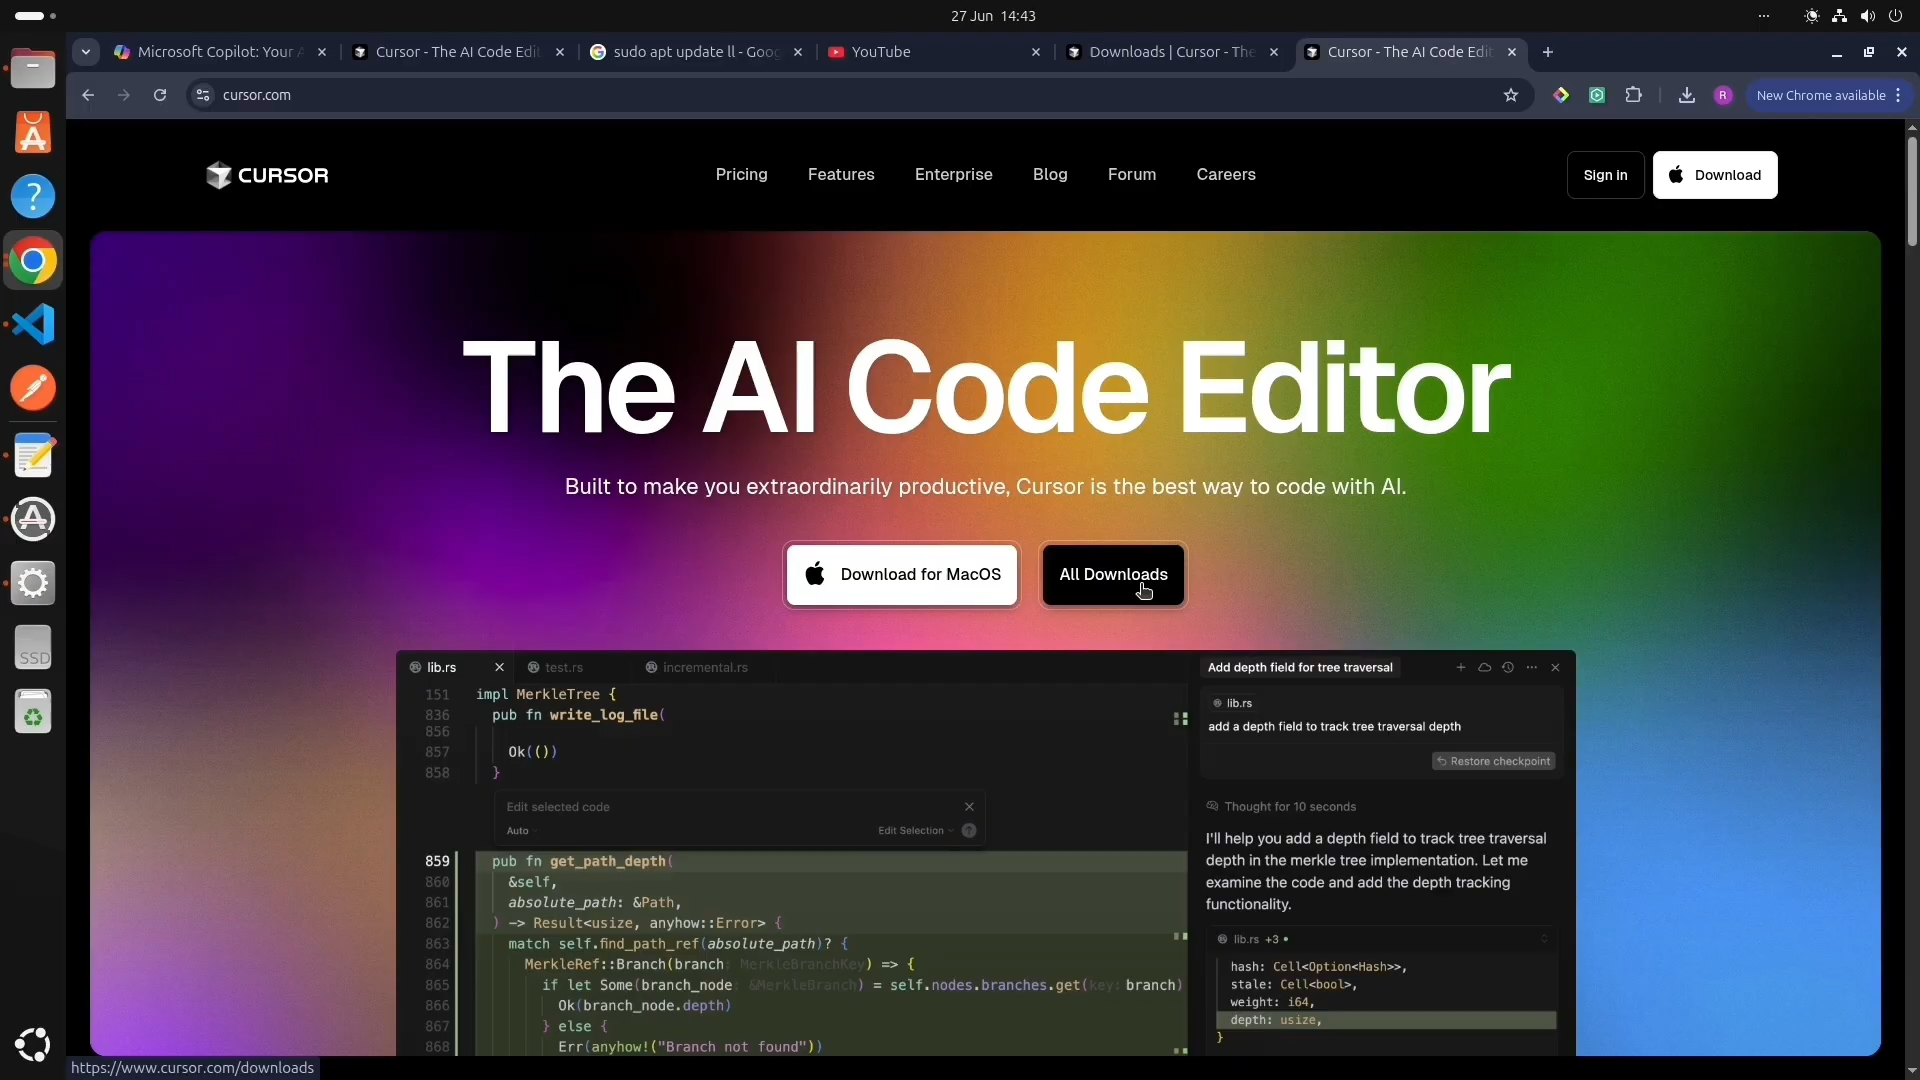 27 Jun 14:43
Microsoft Copilot: Your A
Cursor - The AI Code Edit
sudo apt update ll - Goog
YouTube
Downloads | Cursor - The
Cursor - The AI Code Edit
cursor.com
R
New Chrome available
CURSOR
Pricing
Features
Enterprise
Blog
Forum
Careers
Sign in
Download
The AI Code Editor
Built to make you extraordinarily productive, Cursor is the best way to code with AI.
Download for MacOS
All Downloads
lib.rs
test.rs
incremental.rs
151 impl MerkleTree {
836 pub fn write_log_file(
856
857 Ok(())
858 }
Edit selected code
Auto
Edit Selection
859 pub fn get_path_depth(
860 &self,
861 absolute_path: &Path,
862 ) -> Result<usize, anyhow::Error> {
863 match self.find_path_ref(absolute_path)? {
864 MerkleRef::Branch(branch: MerkleBranchKey) => {
865 if let Some(branch_node: &MerkleBranch) = self.nodes.branches.get(key: branch)
866 Ok(branch_node.depth)
867 } else {
868 Err(anyhow!("Branch not found"))
Add depth field for tree traversal
lib.rs
add a depth field to track tree traversal depth
Restore checkpoint
Thought for 10 seconds
I'll help you add a depth field to track tree traversal
depth in the merkle tree implementation. Let me
examine the code and add the depth tracking
functionality.
lib.rs +3
hash: Cell<Option<Hash>>,
stale: Cell<bool>,
weight: i64,
depth: usize,
}
SSD
https://www.cursor.com/downloads